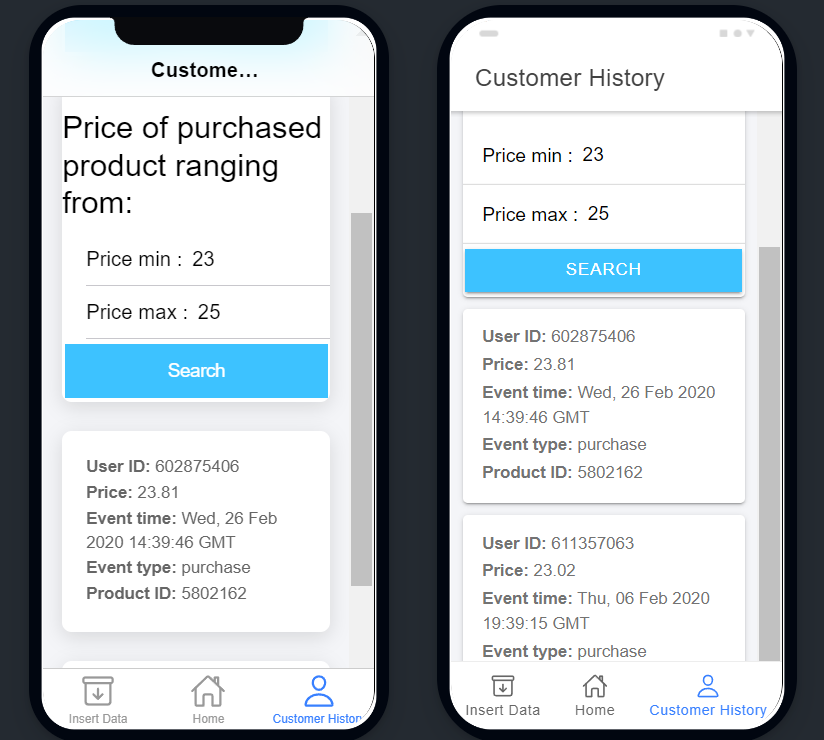 Custome…
Price of purchased
product ranging
from:
Price min : 23
Price max : 25
Search
User ID: 602875406
Price: 23.81
Event time: Wed, 26 Feb
2020 14:39:46 GMT
Event type: purchase
Product ID: 5802162
Insert Data
Home
Customer History
Customer History
Price min : 23
Price max : 25
SEARCH
User ID: 602875406
Price: 23.81
Event time: Wed, 26 Feb 2020
14:39:46 GMT
Event type: purchase
Product ID: 5802162
User ID: 611357063
Price: 23.02
Event time: Thu, 06 Feb 2020
19:39:15 GMT
Event type: purchase
Insert Data
Home
Customer History